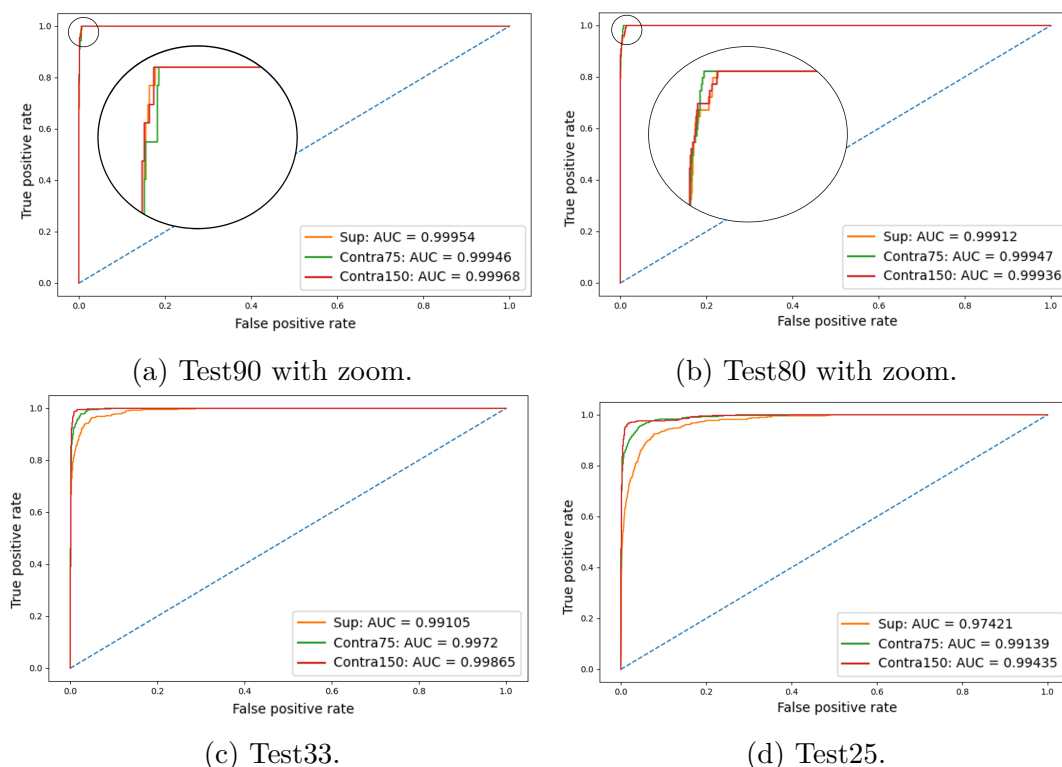 1.0
0.8
0.6
0.4
0.2
0.0
True positive rate
Sup: AUC = 0.99954
Contra75: AUC = 0.99946
Contra150: AUC = 0.99968
0.0 0.2 0.4 0.6 0.8 1.0
False positive rate
(a) Test90 with zoom.
1.0
0.8
0.6
0.4
0.2
0.0
True positive rate
Sup: AUC = 0.99912
Contra75: AUC = 0.99947
Contra150: AUC = 0.99936
0.0 0.2 0.4 0.6 0.8 1.0
False positive rate
(b) Test80 with zoom.
1.0
0.8
0.6
0.4
0.2
0.0
True positive rate
Sup: AUC = 0.99105
Contra75: AUC = 0.9972
Contra150: AUC = 0.99865
0.0 0.2 0.4 0.6 0.8 1.0
False positive rate
(c) Test33.
1.0
0.8
0.6
0.4
0.2
0.0
True positive rate
Sup: AUC = 0.97421
Contra75: AUC = 0.99139
Contra150: AUC = 0.99435
0.0 0.2 0.4 0.6 0.8 1.0
False positive rate
(d) Test25.